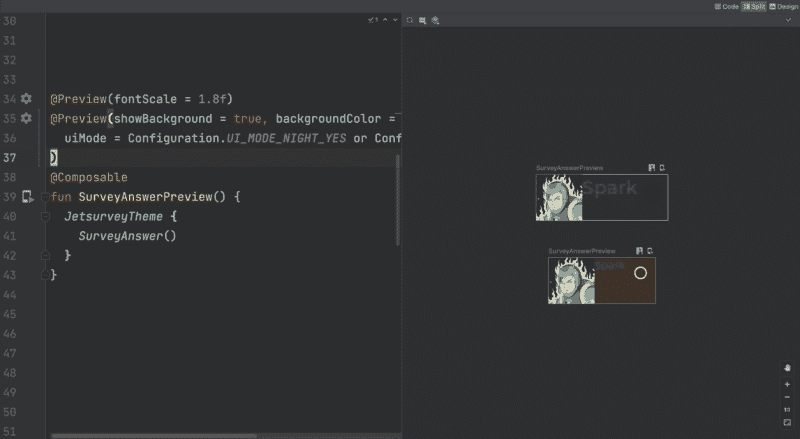 Code Split Design
30
1
31
32
33
34 @Preview(fontScale = 1.8f)
35 @Preview(showBackground = true, backgroundColor =
36 uiMode = Configuration.UI_MODE_NIGHT_YES or Conf
37 )
38 @Composable
39 fun SurveyAnswerPreview() {
40 JetsurveyTheme {
41 SurveyAnswer()
42 }
43 }
44
45
46
47
48
49
50
51
SurveyAnswerPreview
Spark
SurveyAnswerPreview
Spark
1:1